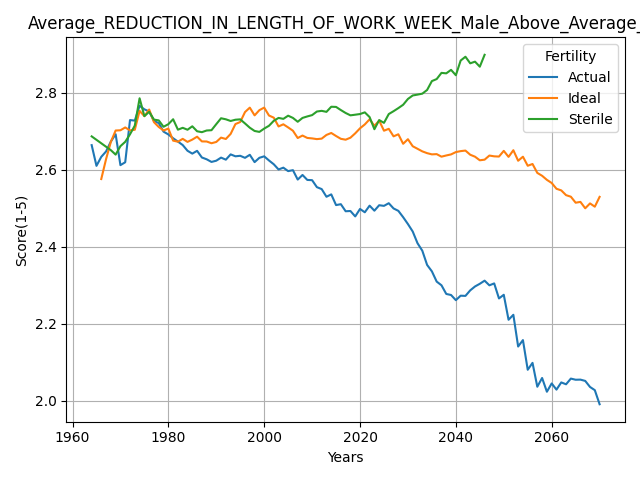 Average_REDUCTION_IN_LENGTH_OF_WORK_WEEK_Male_Above_Average_
Fertility
Actual
Ideal
Sterile
Score(1-5)
2.8
2.6
2.4
2.2
2.0
1960 1980 2000 2020 2040 2060
Years